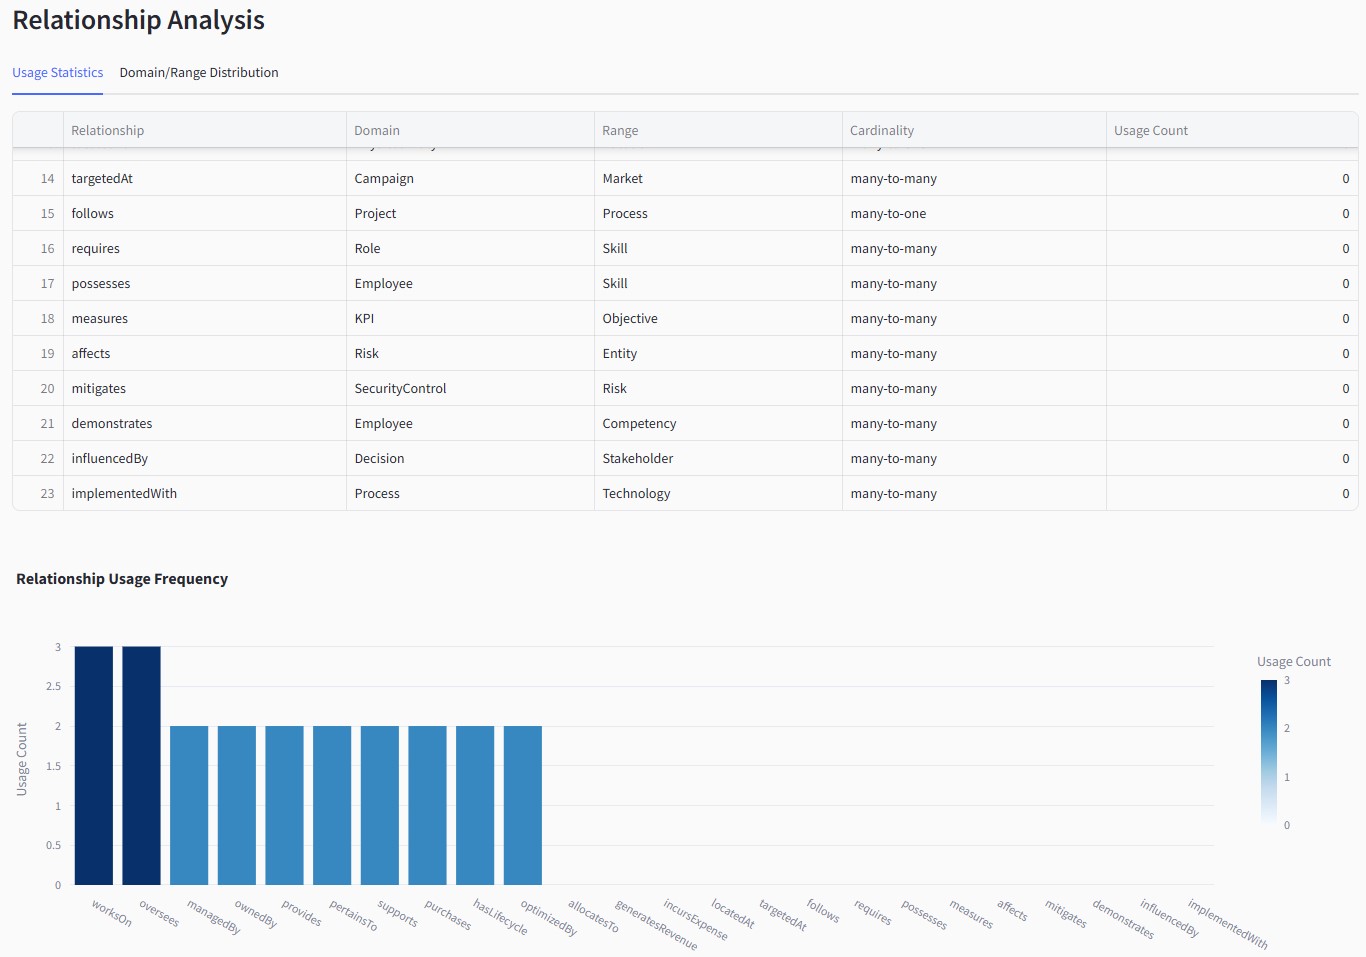 Relationship Analysis
Usage Statistics Domain/Range Distribution
Relationship Domain Range Cardinality Usage Count
14 targetedAt Campaign Market many-to-many 0
15 follows Project Process many-to-one 0
16 requires Role Skill many-to-many 0
17 possesses Employee Skill many-to-many 0
18 measures KPI Objective many-to-many 0
19 affects Risk Entity many-to-many 0
20 mitigates SecurityControl Risk many-to-many 0
21 demonstrates Employee Competency many-to-many 0
22 influencedBy Decision Stakeholder many-to-many 0
23 implementedWith Process Technology many-to-many 0
Relationship Usage Frequency
Usage Count
3
2.5
2
1.5
1
0.5
0
worksOn
oversees
managedBy
ownedBy
provides
pertainsTo
supports
purchases
hasLifecycle
optimizedBy
allocatesTo
generatesRevenue
incursExpense
locatedAt
targetedAt
follows
requires
possesses
measures
affects
mitigates
demonstrates
influencedBy
implementedWith
Usage Count
3
2
1
0